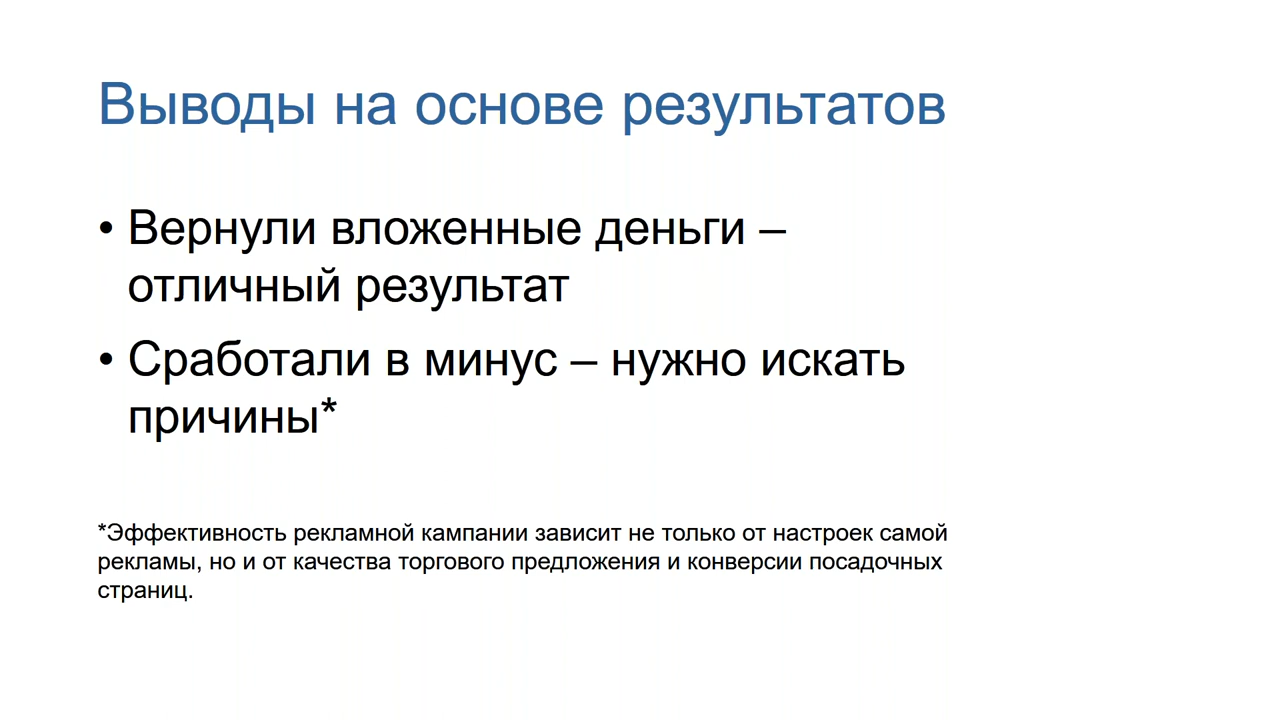 Выводы на основе результатов
• Вернули вложенные деньги –
отличный результат
• Сработали в минус – нужно искать
причины*
*Эффективность рекламной кампании зависит не только от настроек самой
рекламы, но и от качества торгового предложения и конверсии посадочных
страниц.